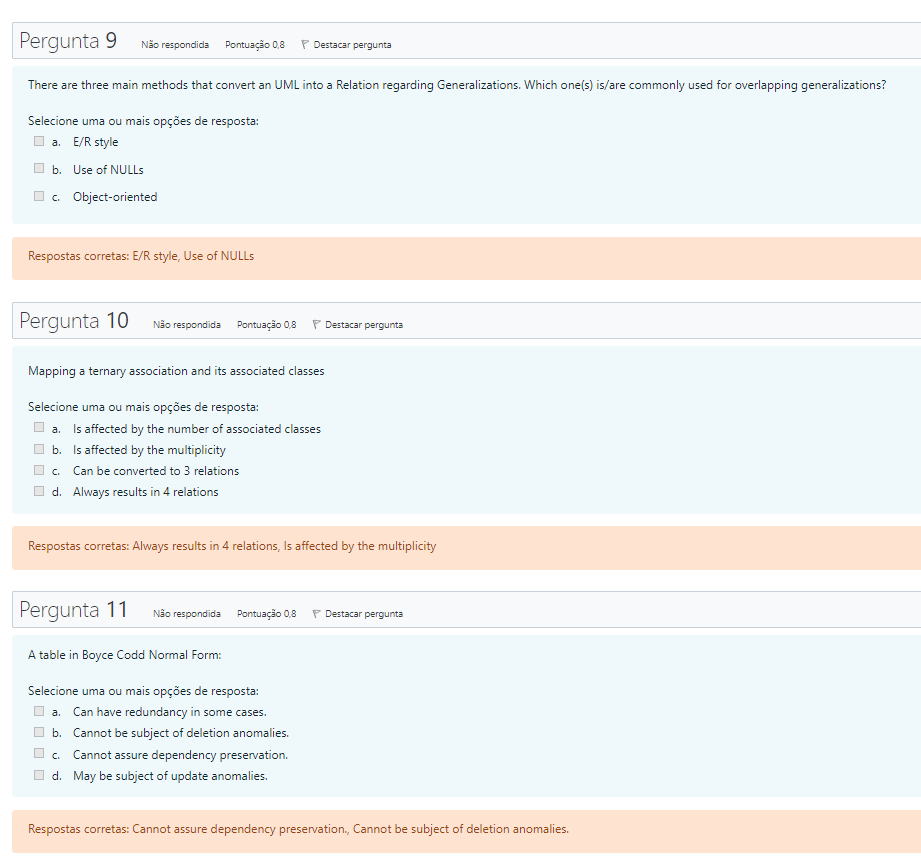 Pergunta 9 Não respondida Pontuação 0,8 Destacar pergunta
There are three main methods that convert an UML into a Relation regarding Generalizations. Which one(s) is/are commonly used for overlapping generalizations?
Selecione uma ou mais opções de resposta:
a. E/R style
b. Use of NULLs
c. Object-oriented
Respostas corretas: E/R style, Use of NULLs
Pergunta 10 Não respondida Pontuação 0,8 Destacar pergunta
Mapping a ternary association and its associated classes
Selecione uma ou mais opções de resposta:
a. Is affected by the number of associated classes
b. Is affected by the multiplicity
c. Can be converted to 3 relations
d. Always results in 4 relations
Respostas corretas: Always results in 4 relations, Is affected by the multiplicity
Pergunta 11 Não respondida Pontuação 0,8 Destacar pergunta
A table in Boyce Codd Normal Form:
Selecione uma ou mais opções de resposta:
a. Can have redundancy in some cases.
b. Cannot be subject of deletion anomalies.
c. Cannot assure dependency preservation.
d. May be subject of update anomalies.
Respostas corretas: Cannot assure dependency preservation., Cannot be subject of deletion anomalies.